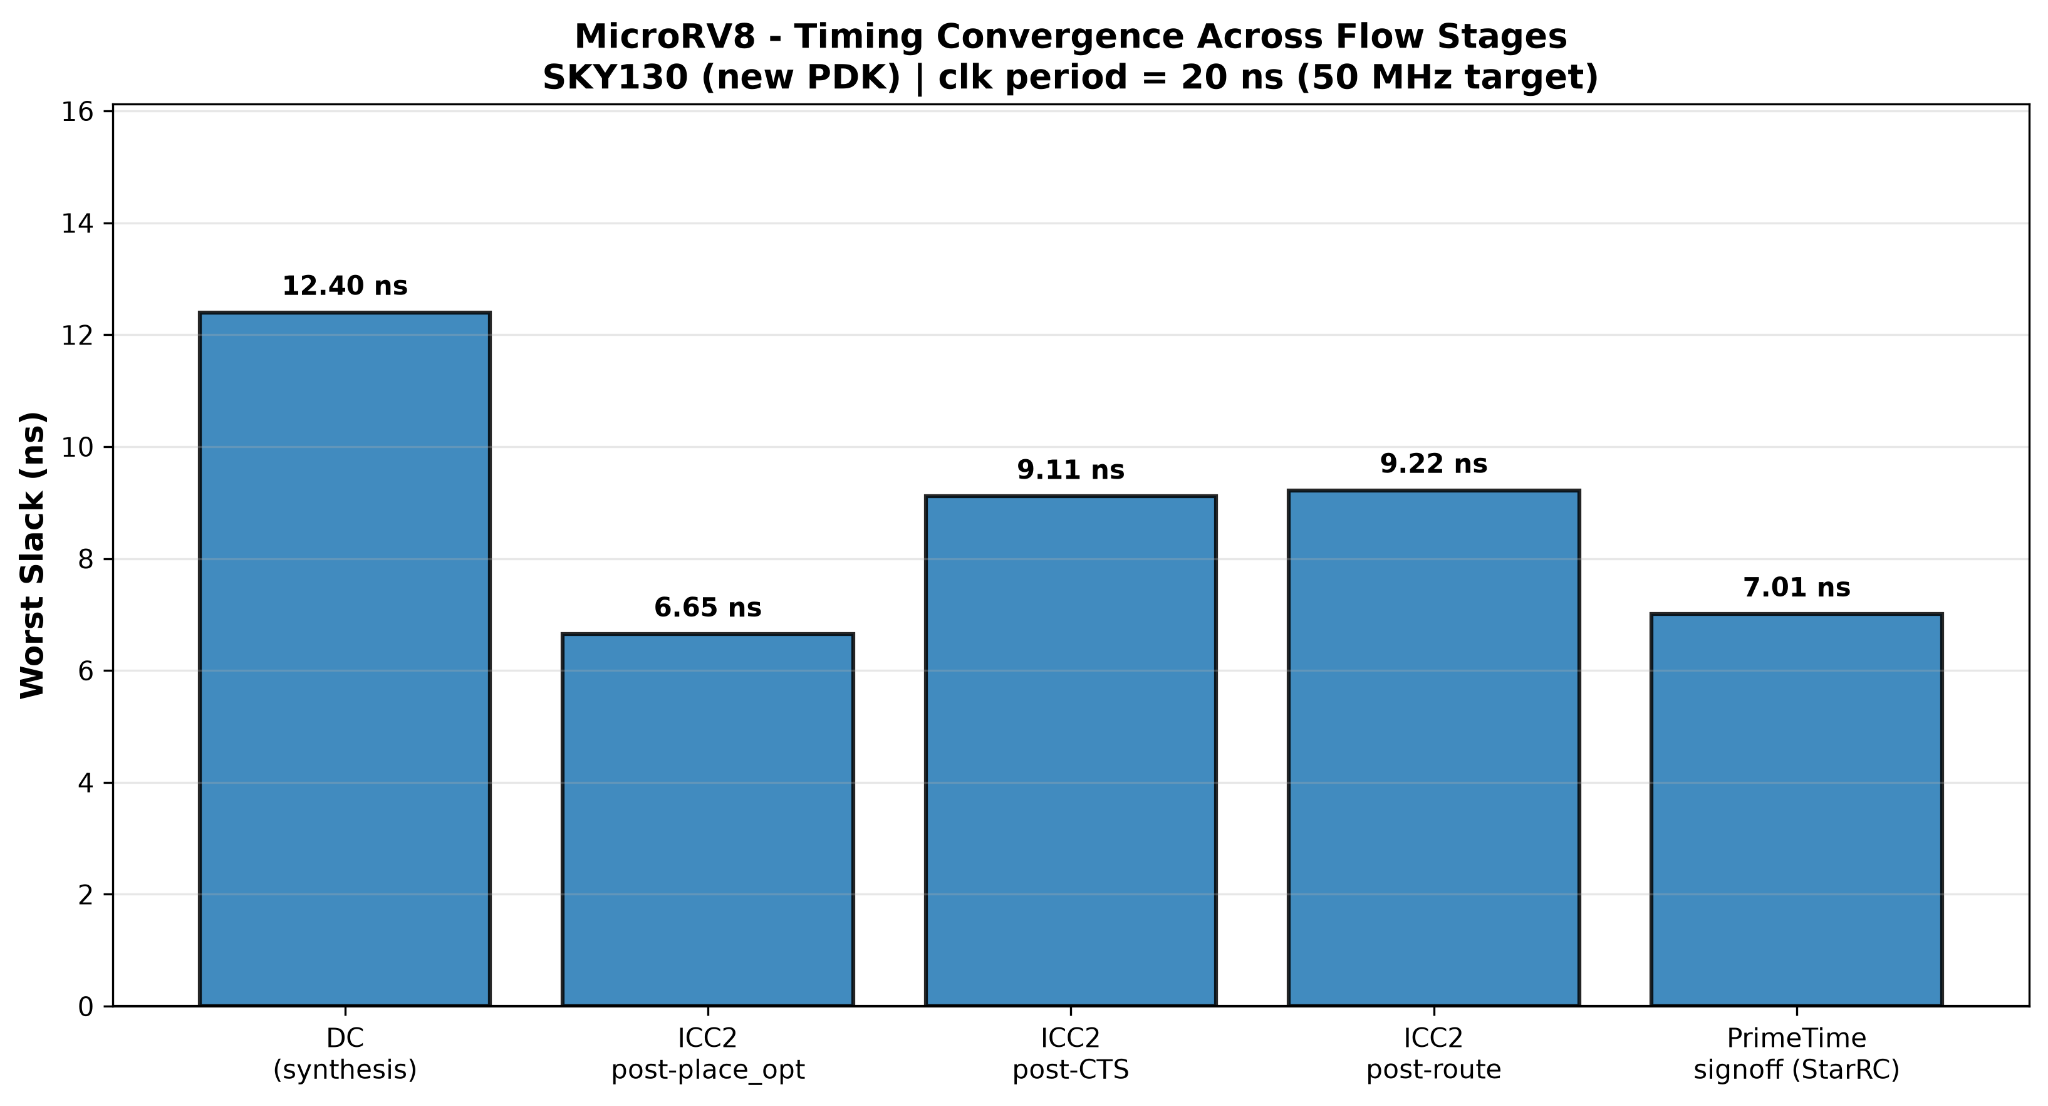 MicroRV8 - Timing Convergence Across Flow Stages
SKY130 (new PDK) | clk period = 20 ns (50 MHz target)
Worst Slack (ns)
16
14
12
10
8
6
4
2
0
12.40 ns
6.65 ns
9.11 ns
9.22 ns
7.01 ns
DC
(synthesis)
ICC2
post-place_opt
ICC2
post-CTS
ICC2
post-route
PrimeTime
signoff (StarRC)